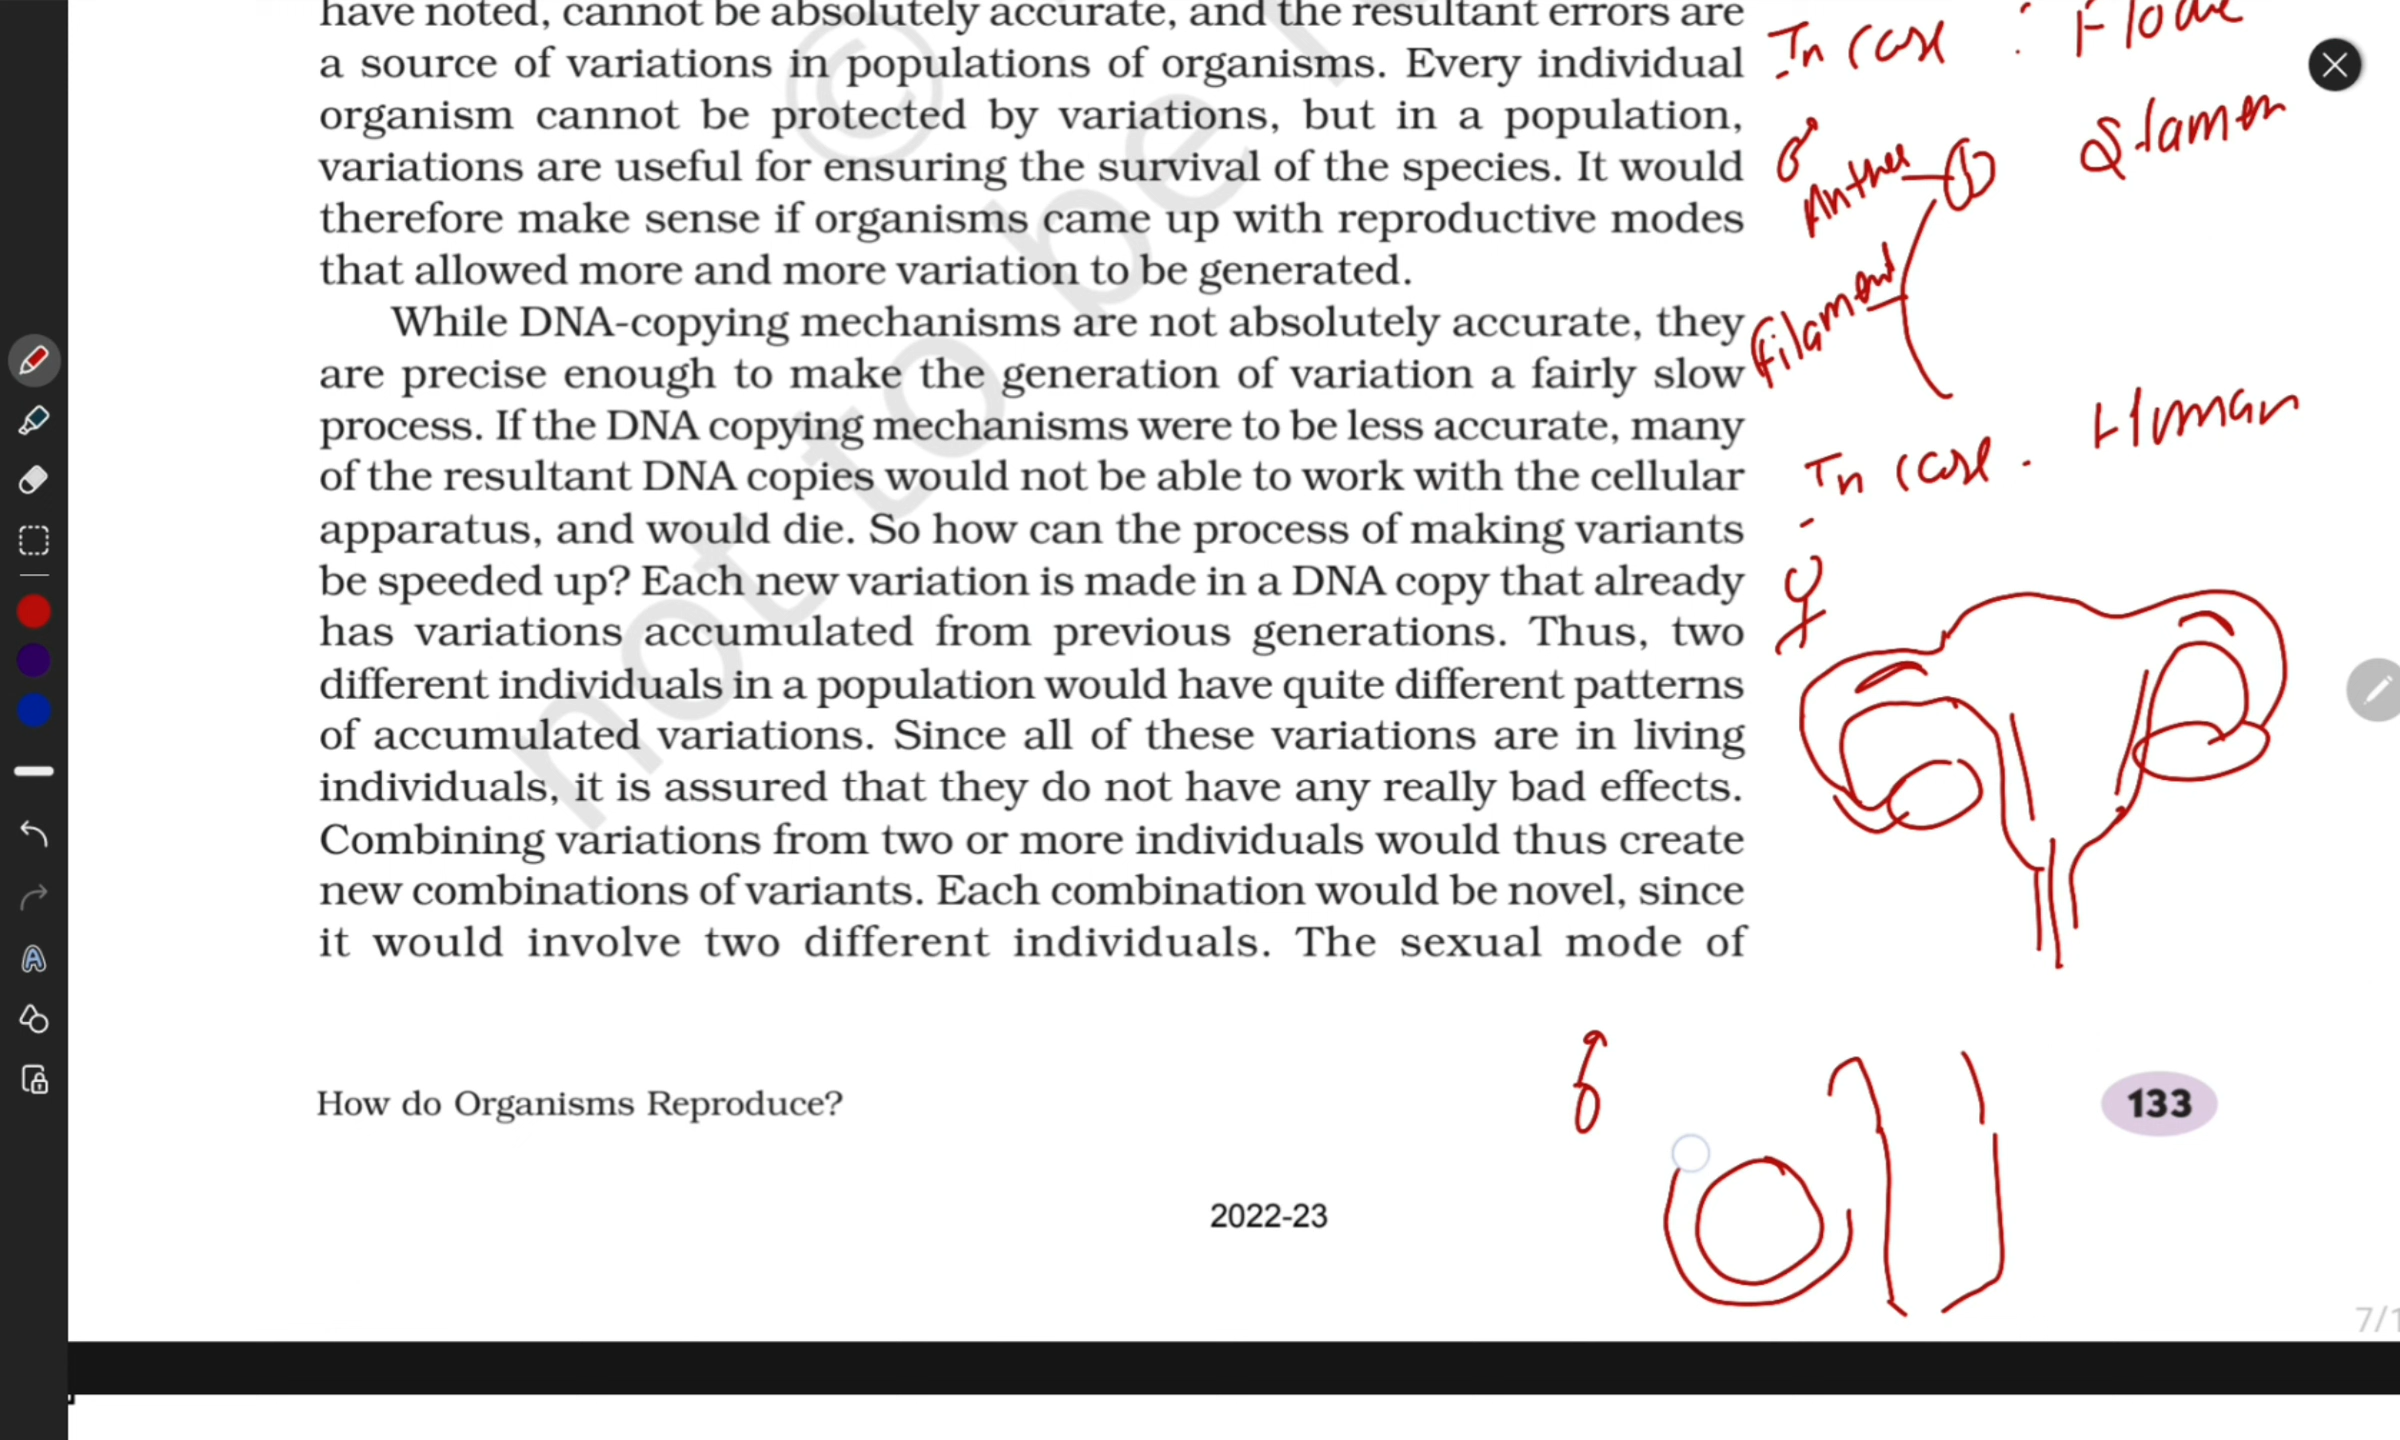 have noted, cannot be absolutely accurate, and the resultant errors are
a source of variations in populations of organisms. Every individual
organism cannot be protected by variations, but in a population,
variations are useful for ensuring the survival of the species. It would
therefore make sense if organisms came up with reproductive modes
that allowed more and more variation to be generated.
While DNA-copying mechanisms are not absolutely accurate, they
are precise enough to make the generation of variation a fairly slow
process. If the DNA copying mechanisms were to be less accurate, many
of the resultant DNA copies would not be able to work with the cellular
apparatus, and would die. So how can the process of making variants
be speeded up? Each new variation is made in a DNA copy that already
has variations accumulated from previous generations. Thus, two
different individuals in a population would have quite different patterns
of accumulated variations. Since all of these variations are in living
individuals, it is assured that they do not have any really bad effects.
Combining variations from two or more individuals would thus create
new combinations of variants. Each combination would be novel, since
it would involve two different individuals. The sexual mode of
© not to be
In case :
♂
Stamen
Anther
Filament
In case . Human
♀
♂
How do Organisms Reproduce?
133
2022-23
7/1